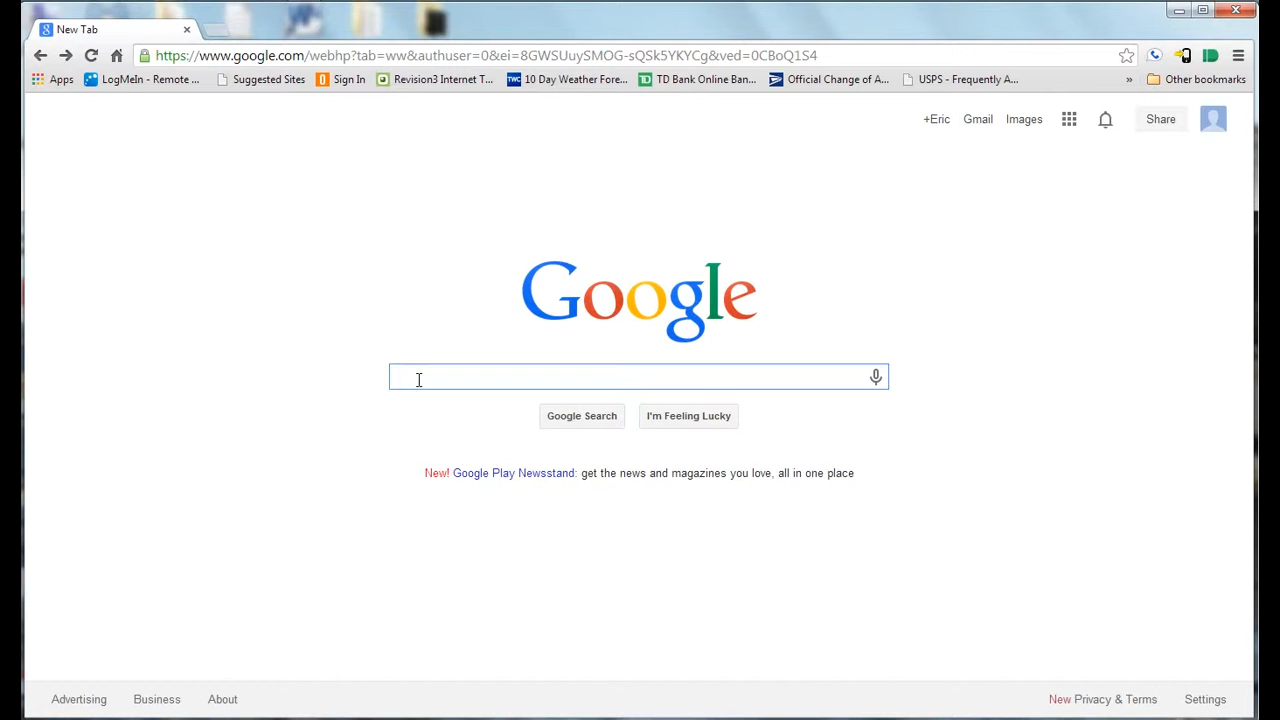 New Tab
https://www.google.com/webhp?tab=ww&authuser=0&ei=8GWSUuySMOG-sQSk5YKYCg&ved=0CBoQ1S4
Apps LogMeIn - Remote ... Suggested Sites Sign In Revision3 Internet T... 10 Day Weather Fore... TD Bank Online Ban... Official Change of A... USPS - Frequently A... » Other bookmarks
+Eric Gmail Images Share
Google
Google Search I'm Feeling Lucky
New! Google Play Newsstand: get the news and magazines you love, all in one place
Advertising Business About New Privacy & Terms Settings